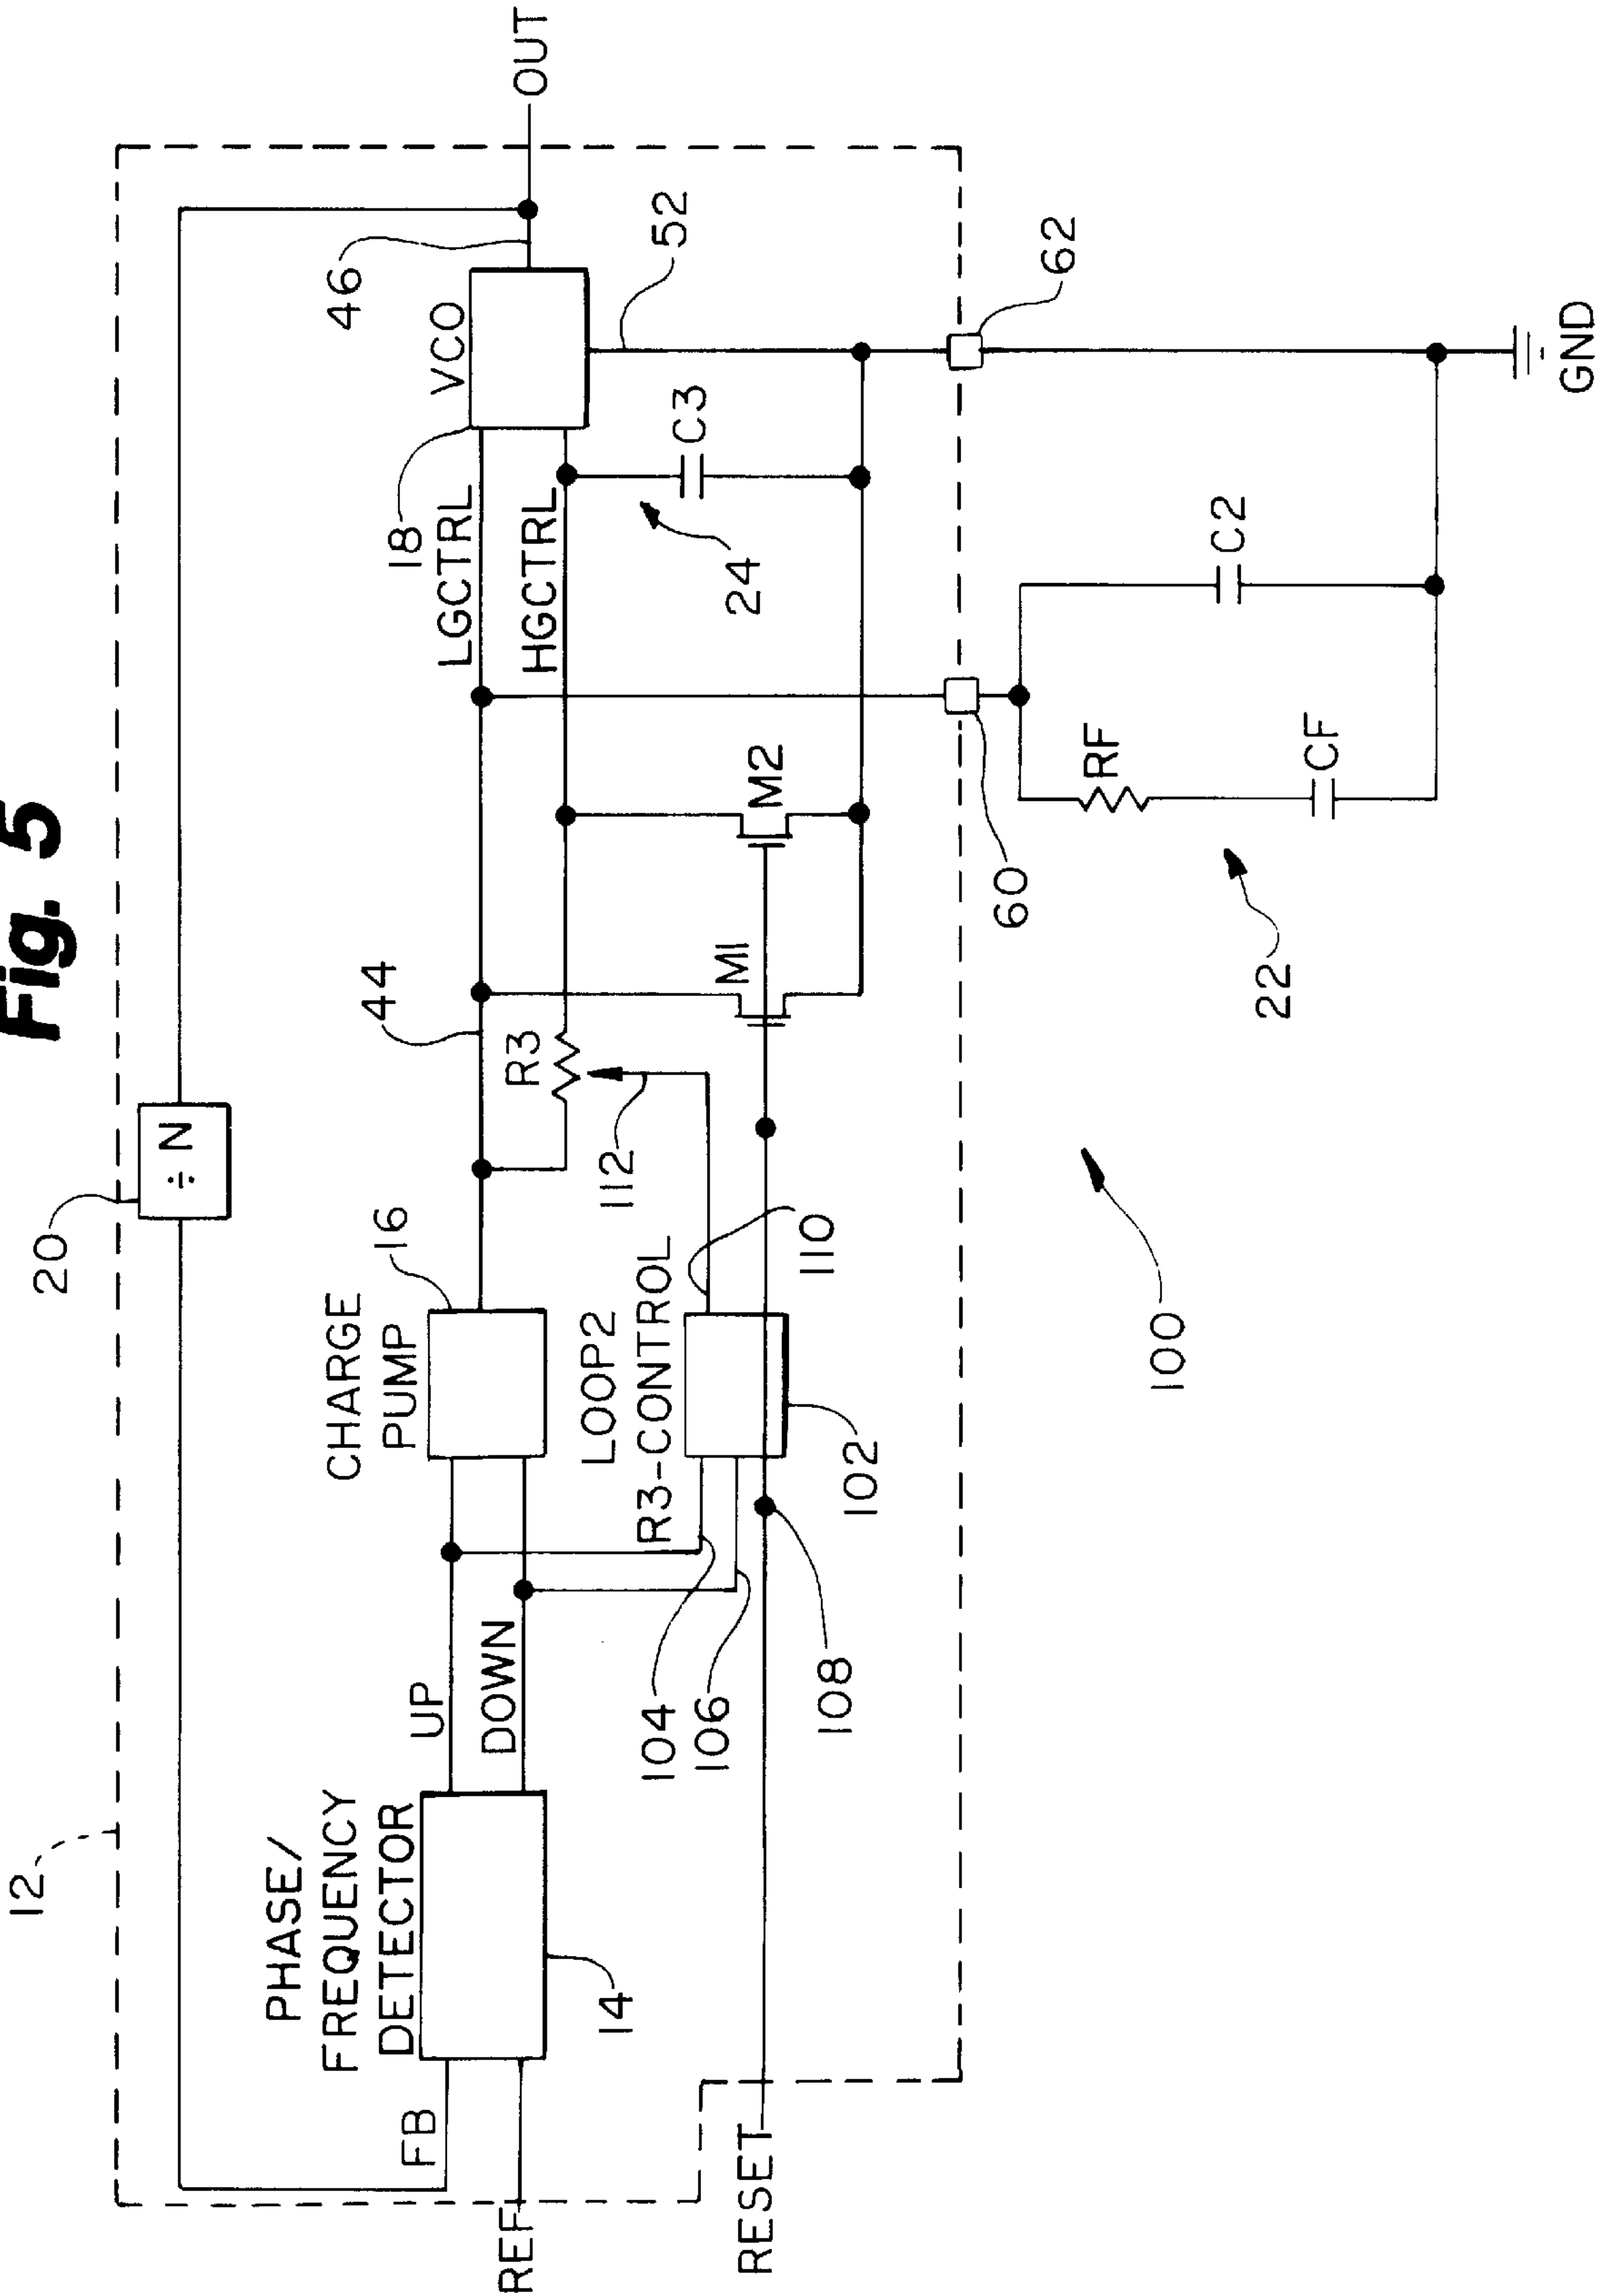 Fig. 5
12
20
÷ N
46
OUT
PHASE/
FREQUENCY
DETECTOR
CHARGE
PUMP
16
44
18
VCO
LGCTRL
HGCTRL
FB
REF
UP
DOWN
14
LOOP2
R3-CONTROL
R3
112
110
M1
M2
C3
24
52
104
106
108
102
RESET
60
62
100
22
RF
CF
C2
GND